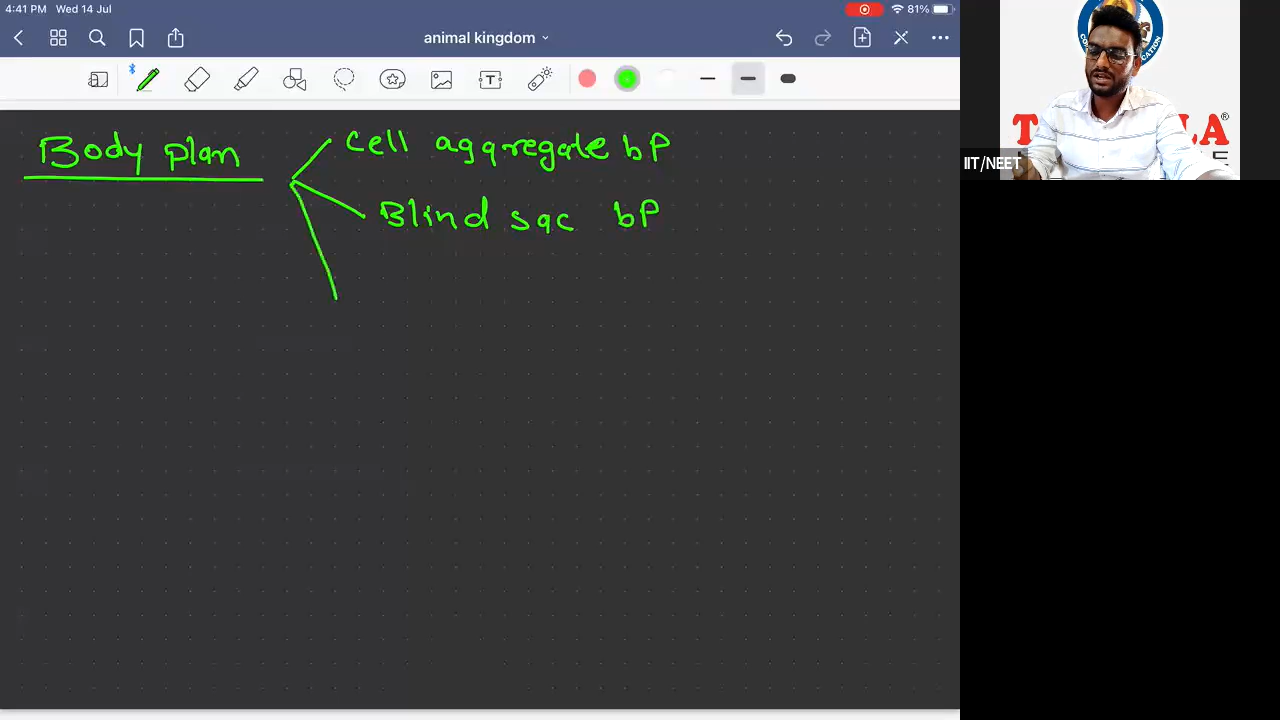 4:41 PM Wed 14 Jul
81%
animal kingdom
T
Body plan
cell aggregate bP
Blind sac bP
IIT/NEET